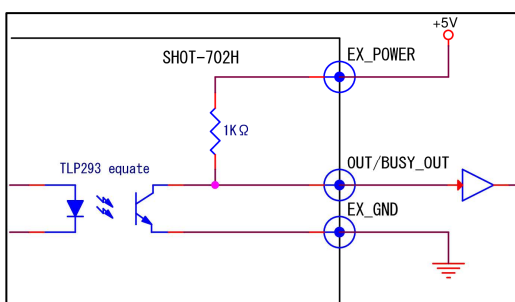 +5V
SHOT-702H
EX_POWER
1KΩ
TLP293 equate
OUT/BUSY_OUT
EX_GND